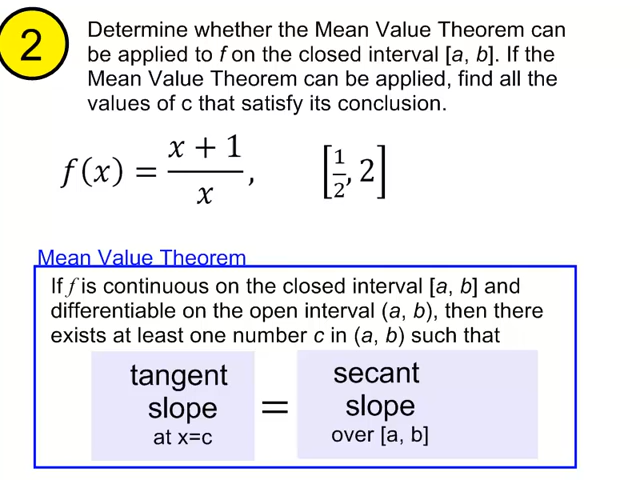 2
Determine whether the Mean Value Theorem can
be applied to f on the closed interval [a, b]. If the
Mean Value Theorem can be applied, find all the
values of c that satisfy its conclusion.
f(x) = (x + 1)/x, [1/2, 2]
Mean Value Theorem
If f is continuous on the closed interval [a, b] and
differentiable on the open interval (a, b), then there
exists at least one number c in (a, b) such that
tangent
slope
at x=c
=
secant
slope
over [a, b]